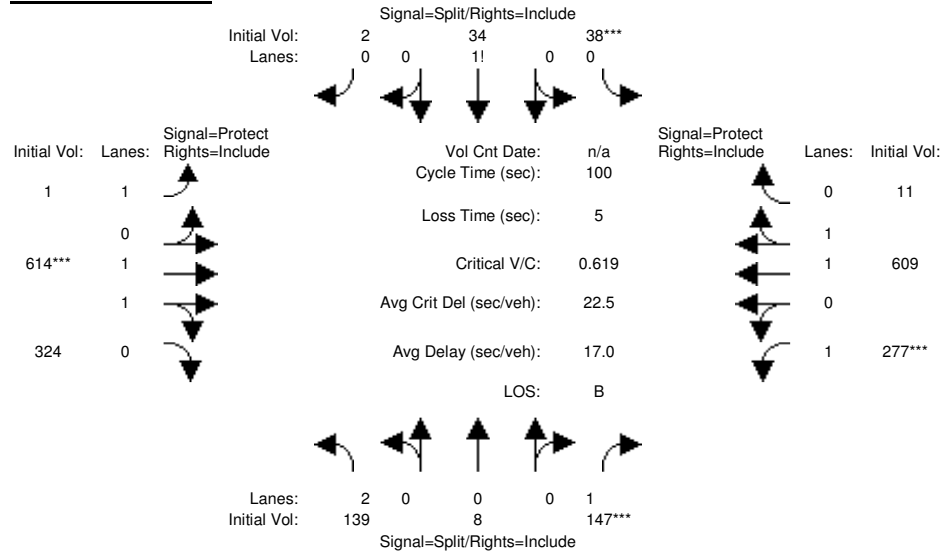 Signal=Split/Rights=Include
Initial Vol: 2 34 38***
Lanes: 0 0 1! 0 0
Signal=Protect Signal=Protect
Initial Vol: Lanes: Rights=Include Vol Cnt Date: n/a Rights=Include Lanes: Initial Vol:
Cycle Time (sec): 100
1 1 0 11
Loss Time (sec): 5
0 1
614*** 1 Critical V/C: 0.619 1 609
1 Avg Crit Del (sec/veh): 22.5 0
324 0 Avg Delay (sec/veh): 17.0 1 277***
LOS: B
Lanes: 2 0 0 0 1
Initial Vol: 139 8 147***
Signal=Split/Rights=Include